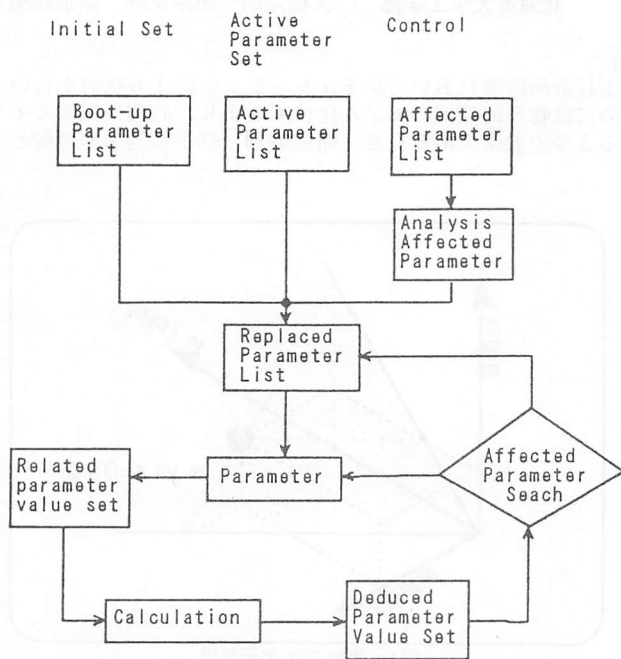 Initial Set
Active
Parameter
Set
Control
Boot-up
Parameter
List
Active
Parameter
List
Affected
Parameter
List
Analysis
Affected
Parameter
Replaced
Parameter
List
Related
parameter
value set
Parameter
Affected
Parameter
Seach
Calculation
Deduced
Parameter
Value Set